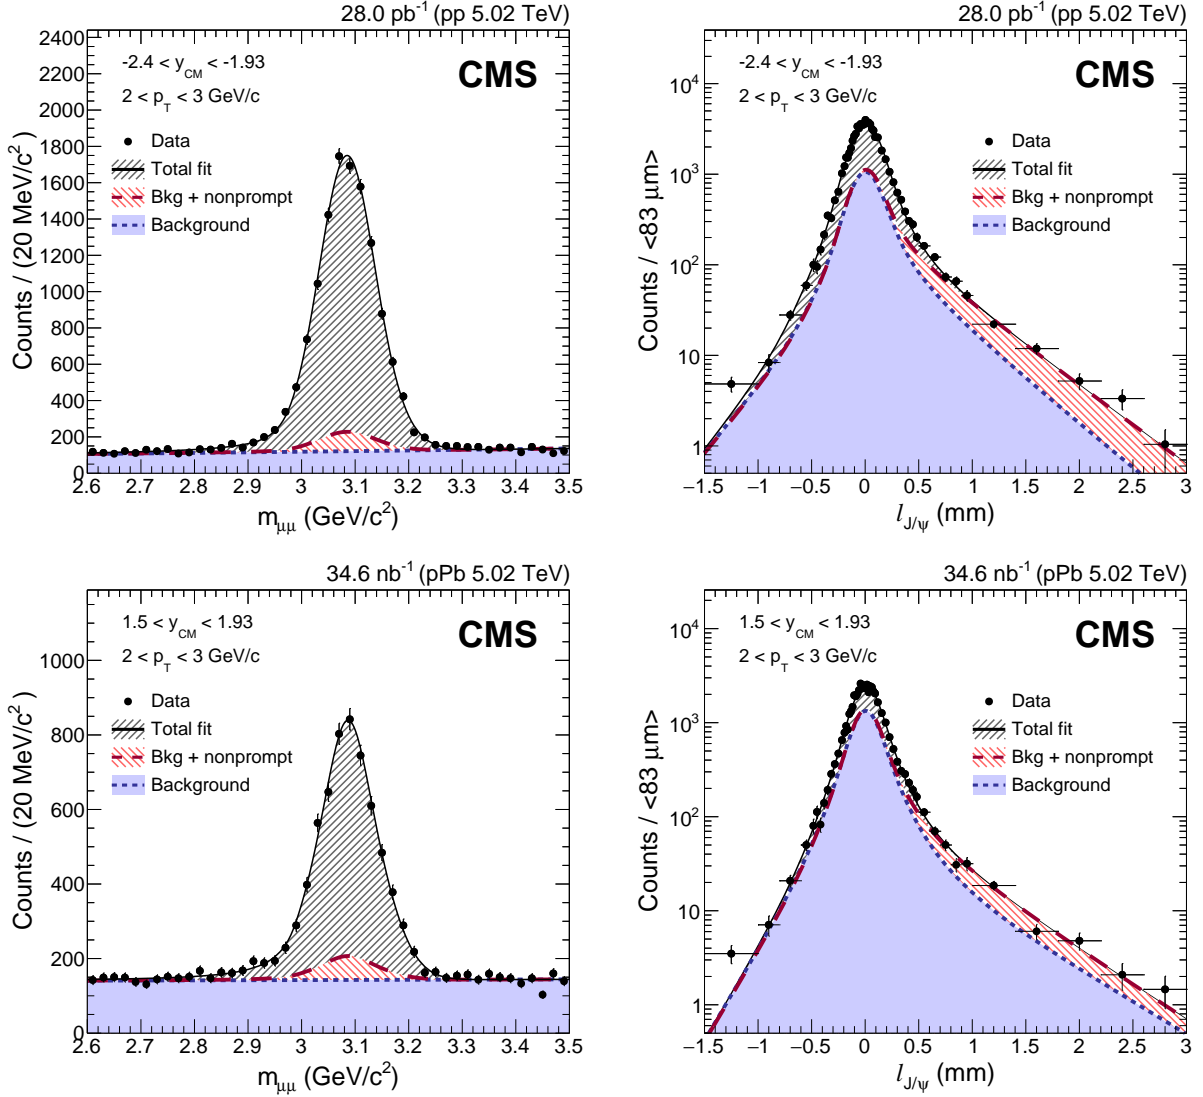 28.0 pb-1 (pp 5.02 TeV)
-2.4 < yCM < -1.93
2 < pT < 3 GeV/c
CMS
Data
Total fit
Bkg + nonprompt
Background
Counts / (20 MeV/c2 )
0
200
400
600
800
1000
1200
1400
1600
1800
2000
2200
2400
2.6 2.7 2.8 2.9 3 3.1 3.2 3.3 3.4 3.5
mμμ (GeV/c2)
28.0 pb-1 (pp 5.02 TeV)
-2.4 < yCM < -1.93
2 < pT < 3 GeV/c
CMS
Data
Total fit
Bkg + nonprompt
Background
Counts / <83 μm>
1
10
102
103
104
−1.5 −1 −0.5 0 0.5 1 1.5 2 2.5 3
lJ/ψ (mm)
34.6 nb-1 (pPb 5.02 TeV)
1.5 < yCM < 1.93
2 < pT < 3 GeV/c
CMS
Data
Total fit
Bkg + nonprompt
Background
Counts / (20 MeV/c2 )
0
200
400
600
800
1000
2.6 2.7 2.8 2.9 3 3.1 3.2 3.3 3.4 3.5
mμμ (GeV/c2)
34.6 nb-1 (pPb 5.02 TeV)
1.5 < yCM < 1.93
2 < pT < 3 GeV/c
CMS
Data
Total fit
Bkg + nonprompt
Background
Counts / <83 μm>
1
10
102
103
104
−1.5 −1 −0.5 0 0.5 1 1.5 2 2.5 3
lJ/ψ (mm)